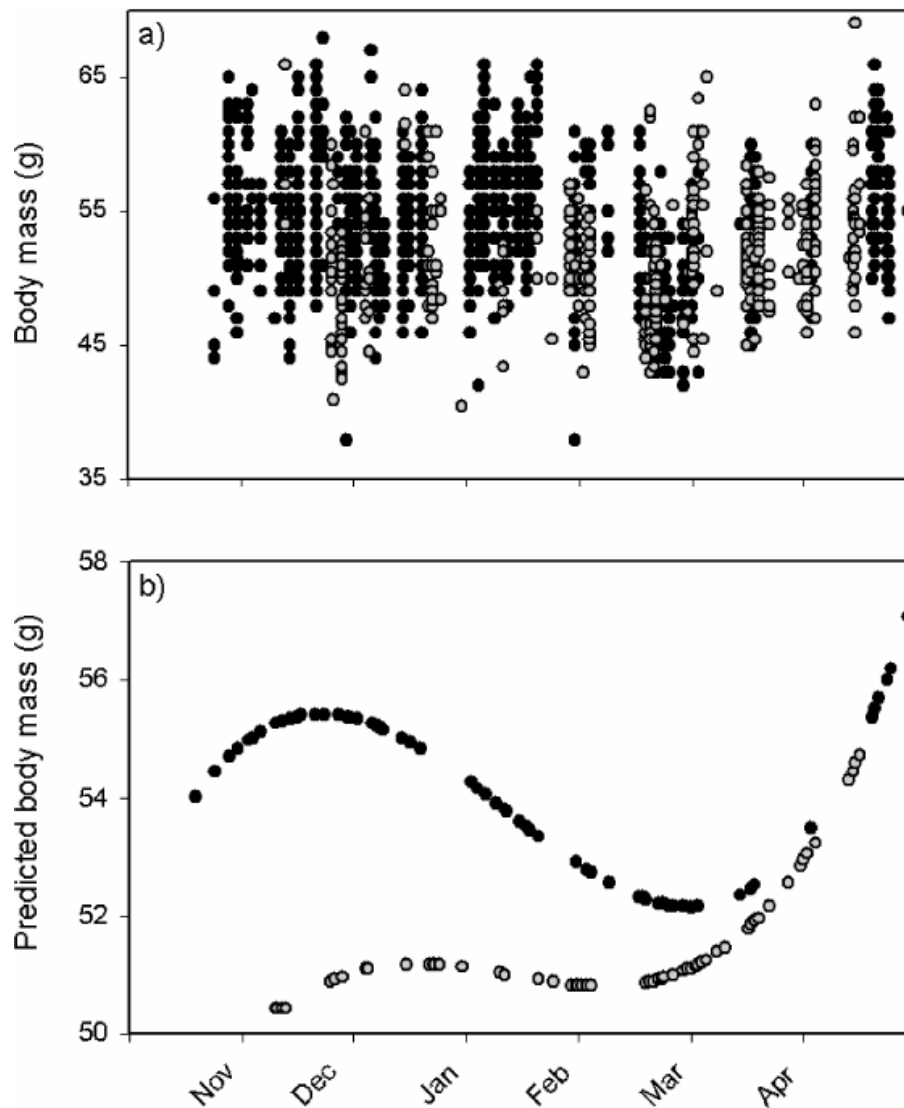 a)
65
55
45
35
Body mass (g)
b)
58
56
54
52
50
Predicted body mass (g)
Nov
Dec
Jan
Feb
Mar
Apr